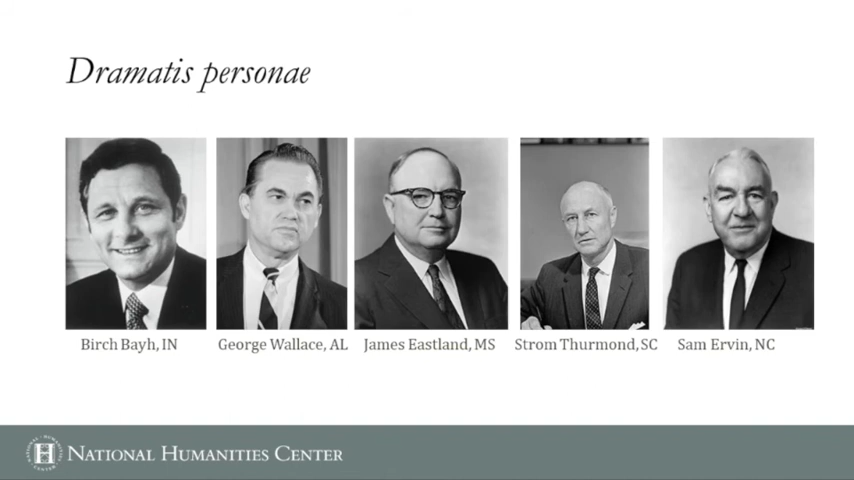 Dramatis personae
Birch Bayh, IN
George Wallace, AL
James Eastland, MS
Strom Thurmond, SC
Sam Ervin, NC
NATIONAL HUMANITIES CENTER